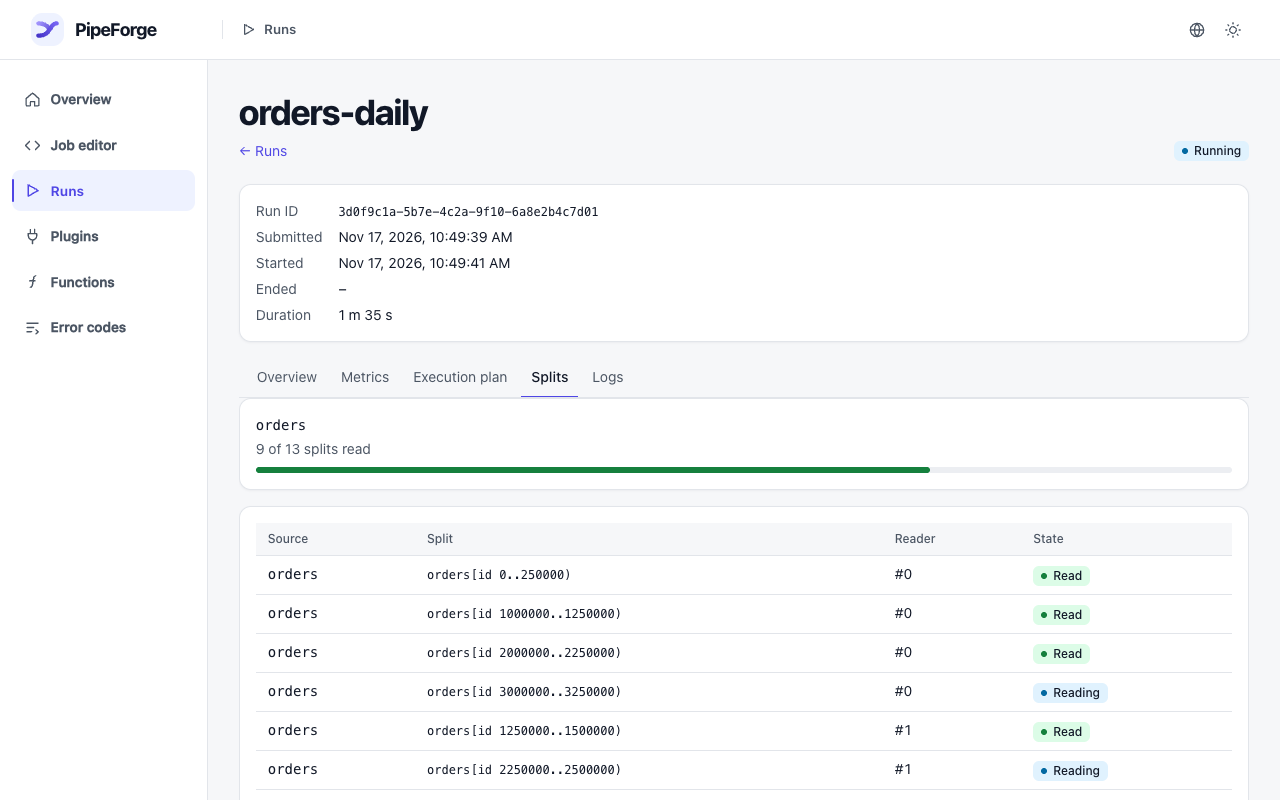 PipeForge
Runs
Overview
Job editor
Runs
Plugins
Functions
Error codes
orders-daily
← Runs
Running
Run ID 3d0f9c1a-5b7e-4c2a-9f10-6a8e2b4c7d01
Submitted Nov 17, 2026, 10:49:39 AM
Started Nov 17, 2026, 10:49:41 AM
Ended –
Duration 1 m 35 s
Overview Metrics Execution plan Splits Logs
orders
9 of 13 splits read
Source Split Reader State
orders orders[id 0..250000) #0 Read
orders orders[id 1000000..1250000) #0 Read
orders orders[id 2000000..2250000) #0 Read
orders orders[id 3000000..3250000) #0 Reading
orders orders[id 1250000..1500000) #1 Read
orders orders[id 2250000..2500000) #1 Reading